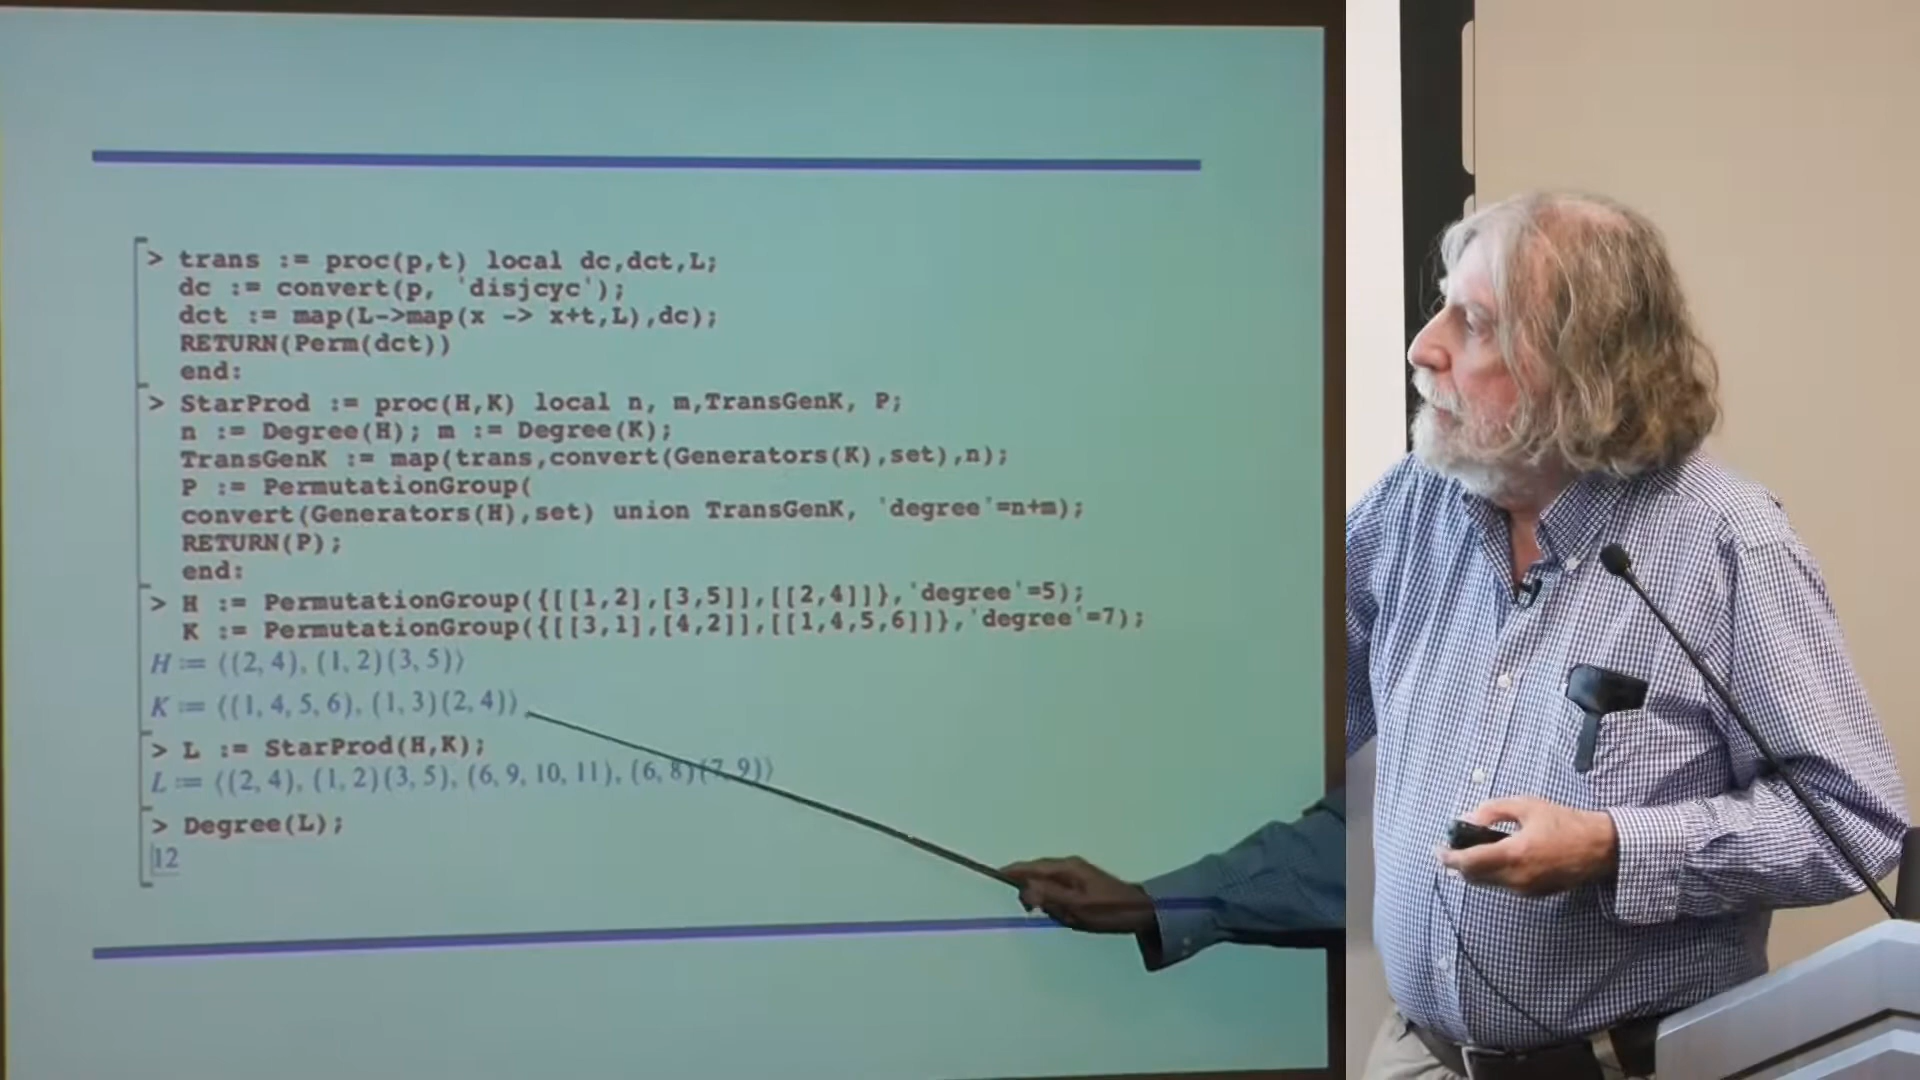 > trans := proc(p,t) local dc,dct,L;
dc := convert(p, 'disjcyc');
dct := map(L->map(x -> x+t,L),dc);
RETURN(Perm(dct))
end:
> StarProd := proc(H,K) local n, m,TransGenK, P;
n := Degree(H); m := Degree(K);
TransGenK := map(trans,convert(Generators(K),set),n);
P := PermutationGroup(
convert(Generators(H),set) union TransGenK, 'degree'=n+m);
RETURN(P);
end:
> H := PermutationGroup({[[1,2],[3,5]],[[2,4]]},'degree'=5);
K := PermutationGroup({[[3,1],[4,2]],[[1,4,5,6]]},'degree'=7);
H := ⟨(2, 4), (1, 2)(3, 5)⟩
K := ⟨(1, 4, 5, 6), (1, 3)(2, 4)⟩
> L := StarProd(H,K);
L := ⟨(2, 4), (1, 2)(3, 5), (6, 9, 10, 11), (6, 8)(7, 9)⟩
> Degree(L);
12